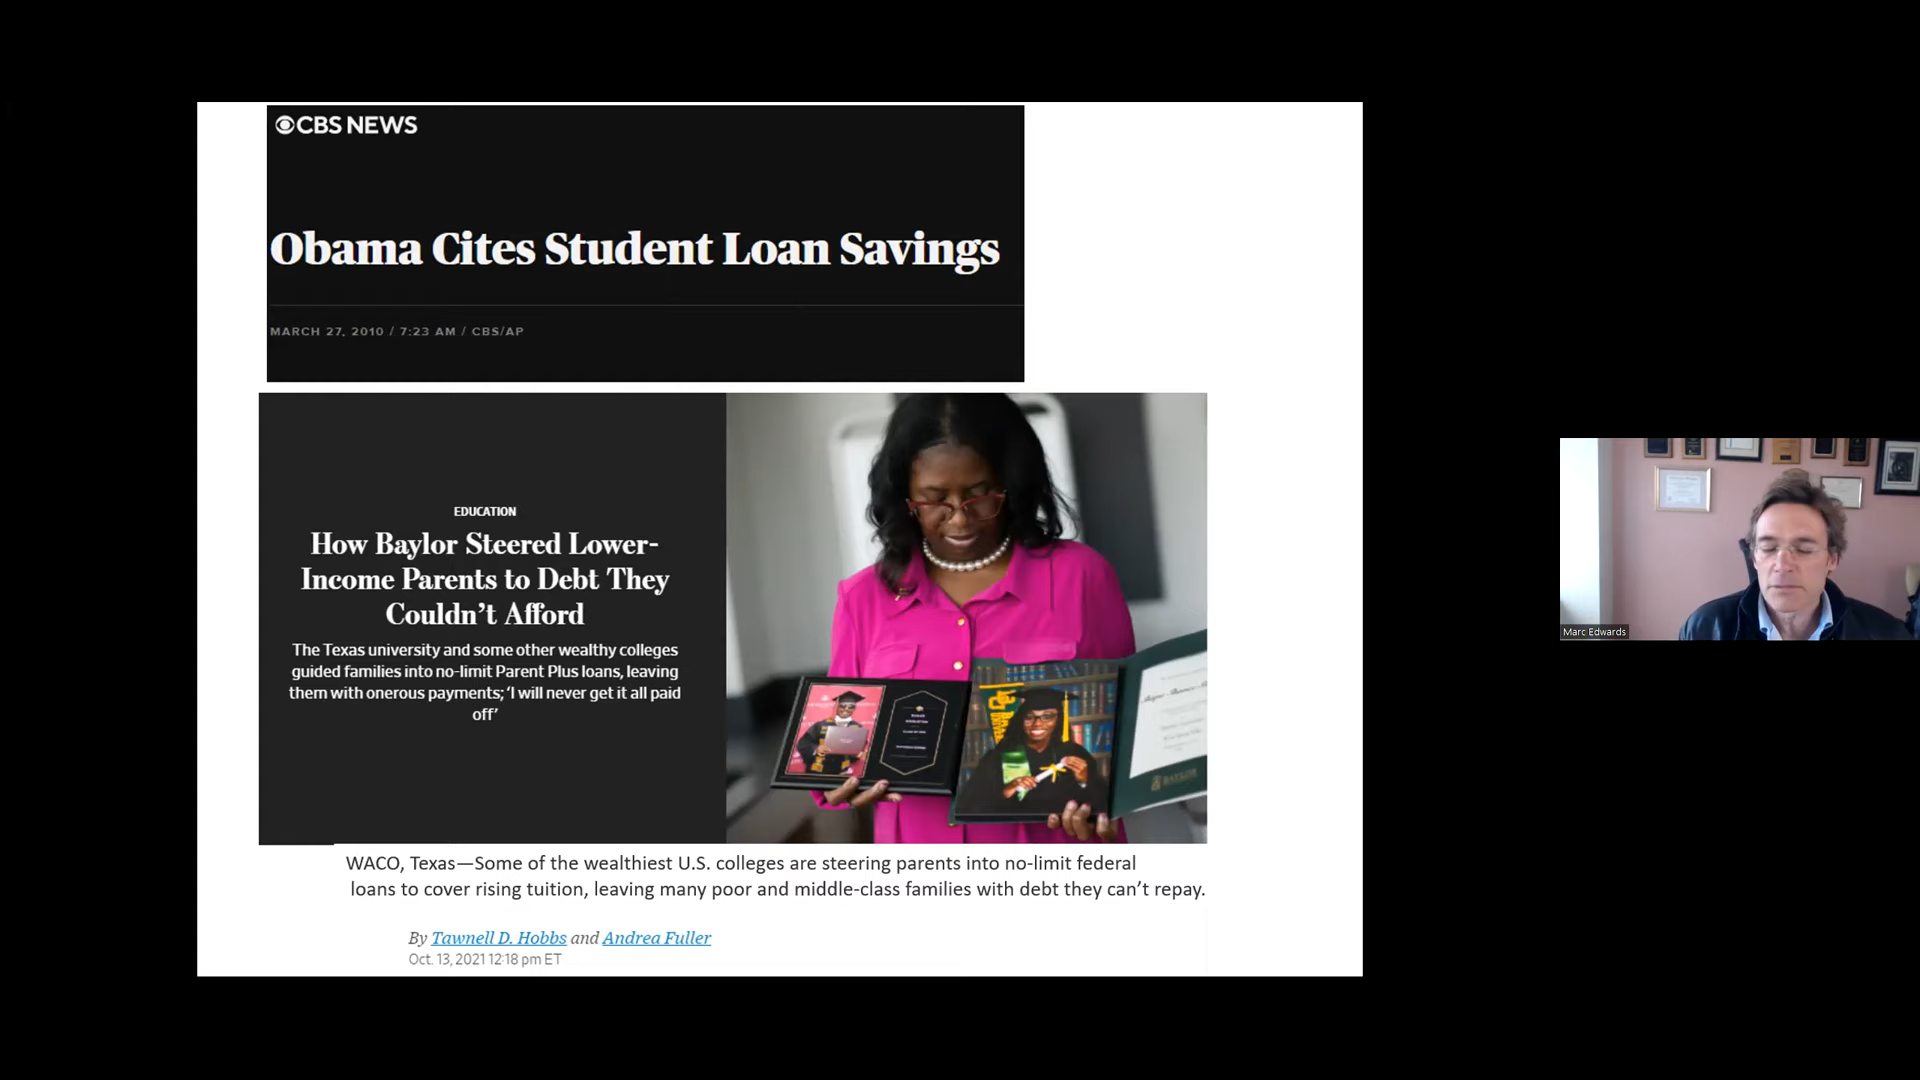 CBS NEWS
Obama Cites Student Loan Savings
MARCH 27, 2010 / 7:23 AM / CBS/AP
EDUCATION
How Baylor Steered Lower-
Income Parents to Debt They
Couldn’t Afford
The Texas university and some other wealthy colleges
guided families into no-limit Parent Plus loans, leaving
them with onerous payments; ‘I will never get it all paid
off’
BAYLOR
WACO, Texas—Some of the wealthiest U.S. colleges are steering parents into no-limit federal
loans to cover rising tuition, leaving many poor and middle-class families with debt they can’t repay.
By Tawnell D. Hobbs and Andrea Fuller
Oct. 13, 2021 12:18 pm ET
Marc Edwards